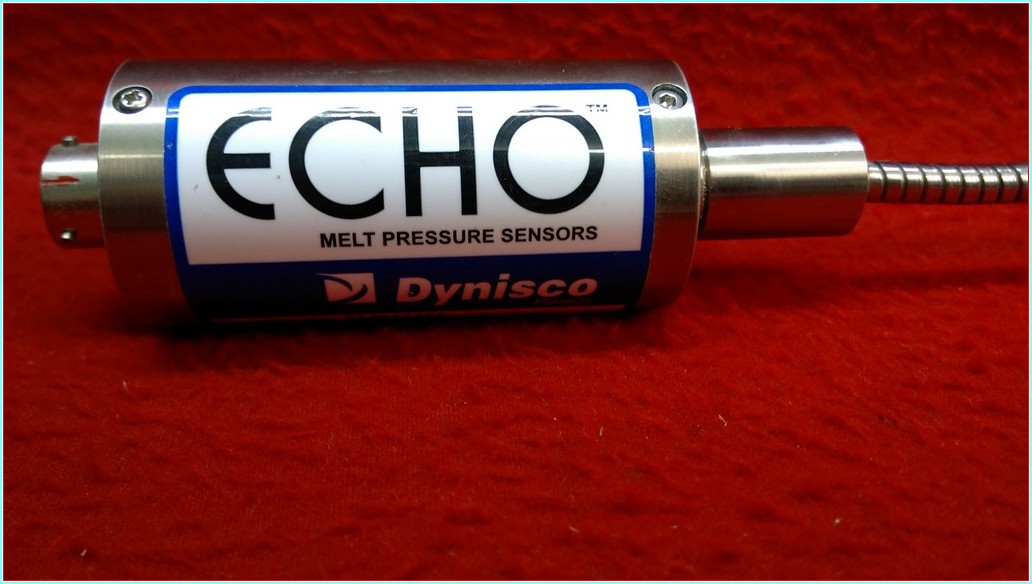 ECHO™
MELT PRESSURE SENSORS
Dynisco